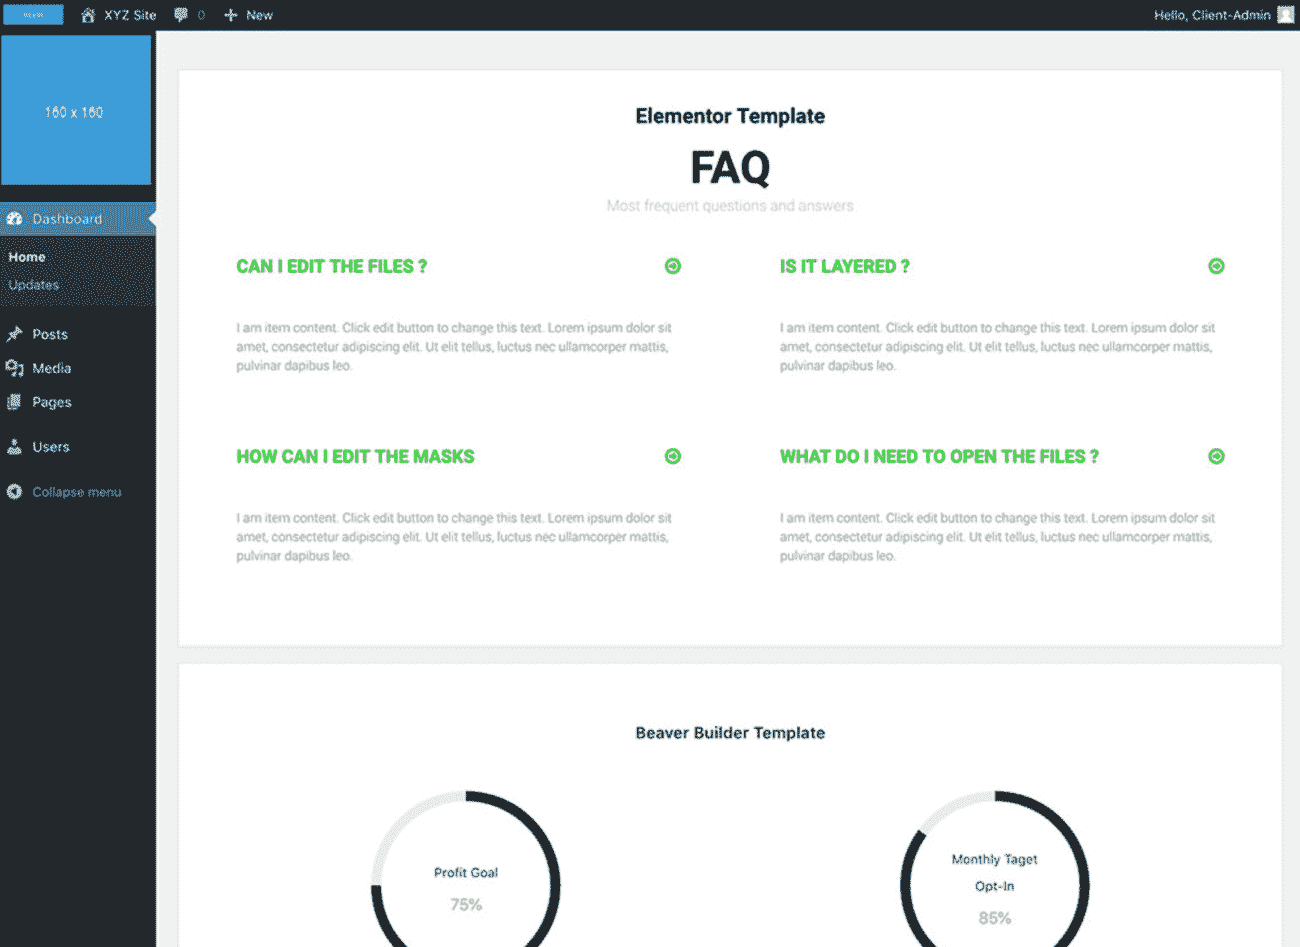 XYZ Site 0 New Hello, Client-Admin
160 x 160
Dashboard
Home
Updates
Posts
Media
Pages
Users
Collapse menu
Elementor Template
FAQ
Most frequent questions and answers
CAN I EDIT THE FILES ?
I am item content. Click edit button to change this text. Lorem ipsum dolor sit
amet, consectetur adipiscing elit. Ut elit tellus, luctus nec ullamcorper mattis,
pulvinar dapibus leo.
IS IT LAYERED ?
I am item content. Click edit button to change this text. Lorem ipsum dolor sit
amet, consectetur adipiscing elit. Ut elit tellus, luctus nec ullamcorper mattis,
pulvinar dapibus leo.
HOW CAN I EDIT THE MASKS
I am item content. Click edit button to change this text. Lorem ipsum dolor sit
amet, consectetur adipiscing elit. Ut elit tellus, luctus nec ullamcorper mattis,
pulvinar dapibus leo.
WHAT DO I NEED TO OPEN THE FILES ?
I am item content. Click edit button to change this text. Lorem ipsum dolor sit
amet, consectetur adipiscing elit. Ut elit tellus, luctus nec ullamcorper mattis,
pulvinar dapibus leo.
Beaver Builder Template
Profit Goal
75%
Monthly Taget
Opt-In
85%